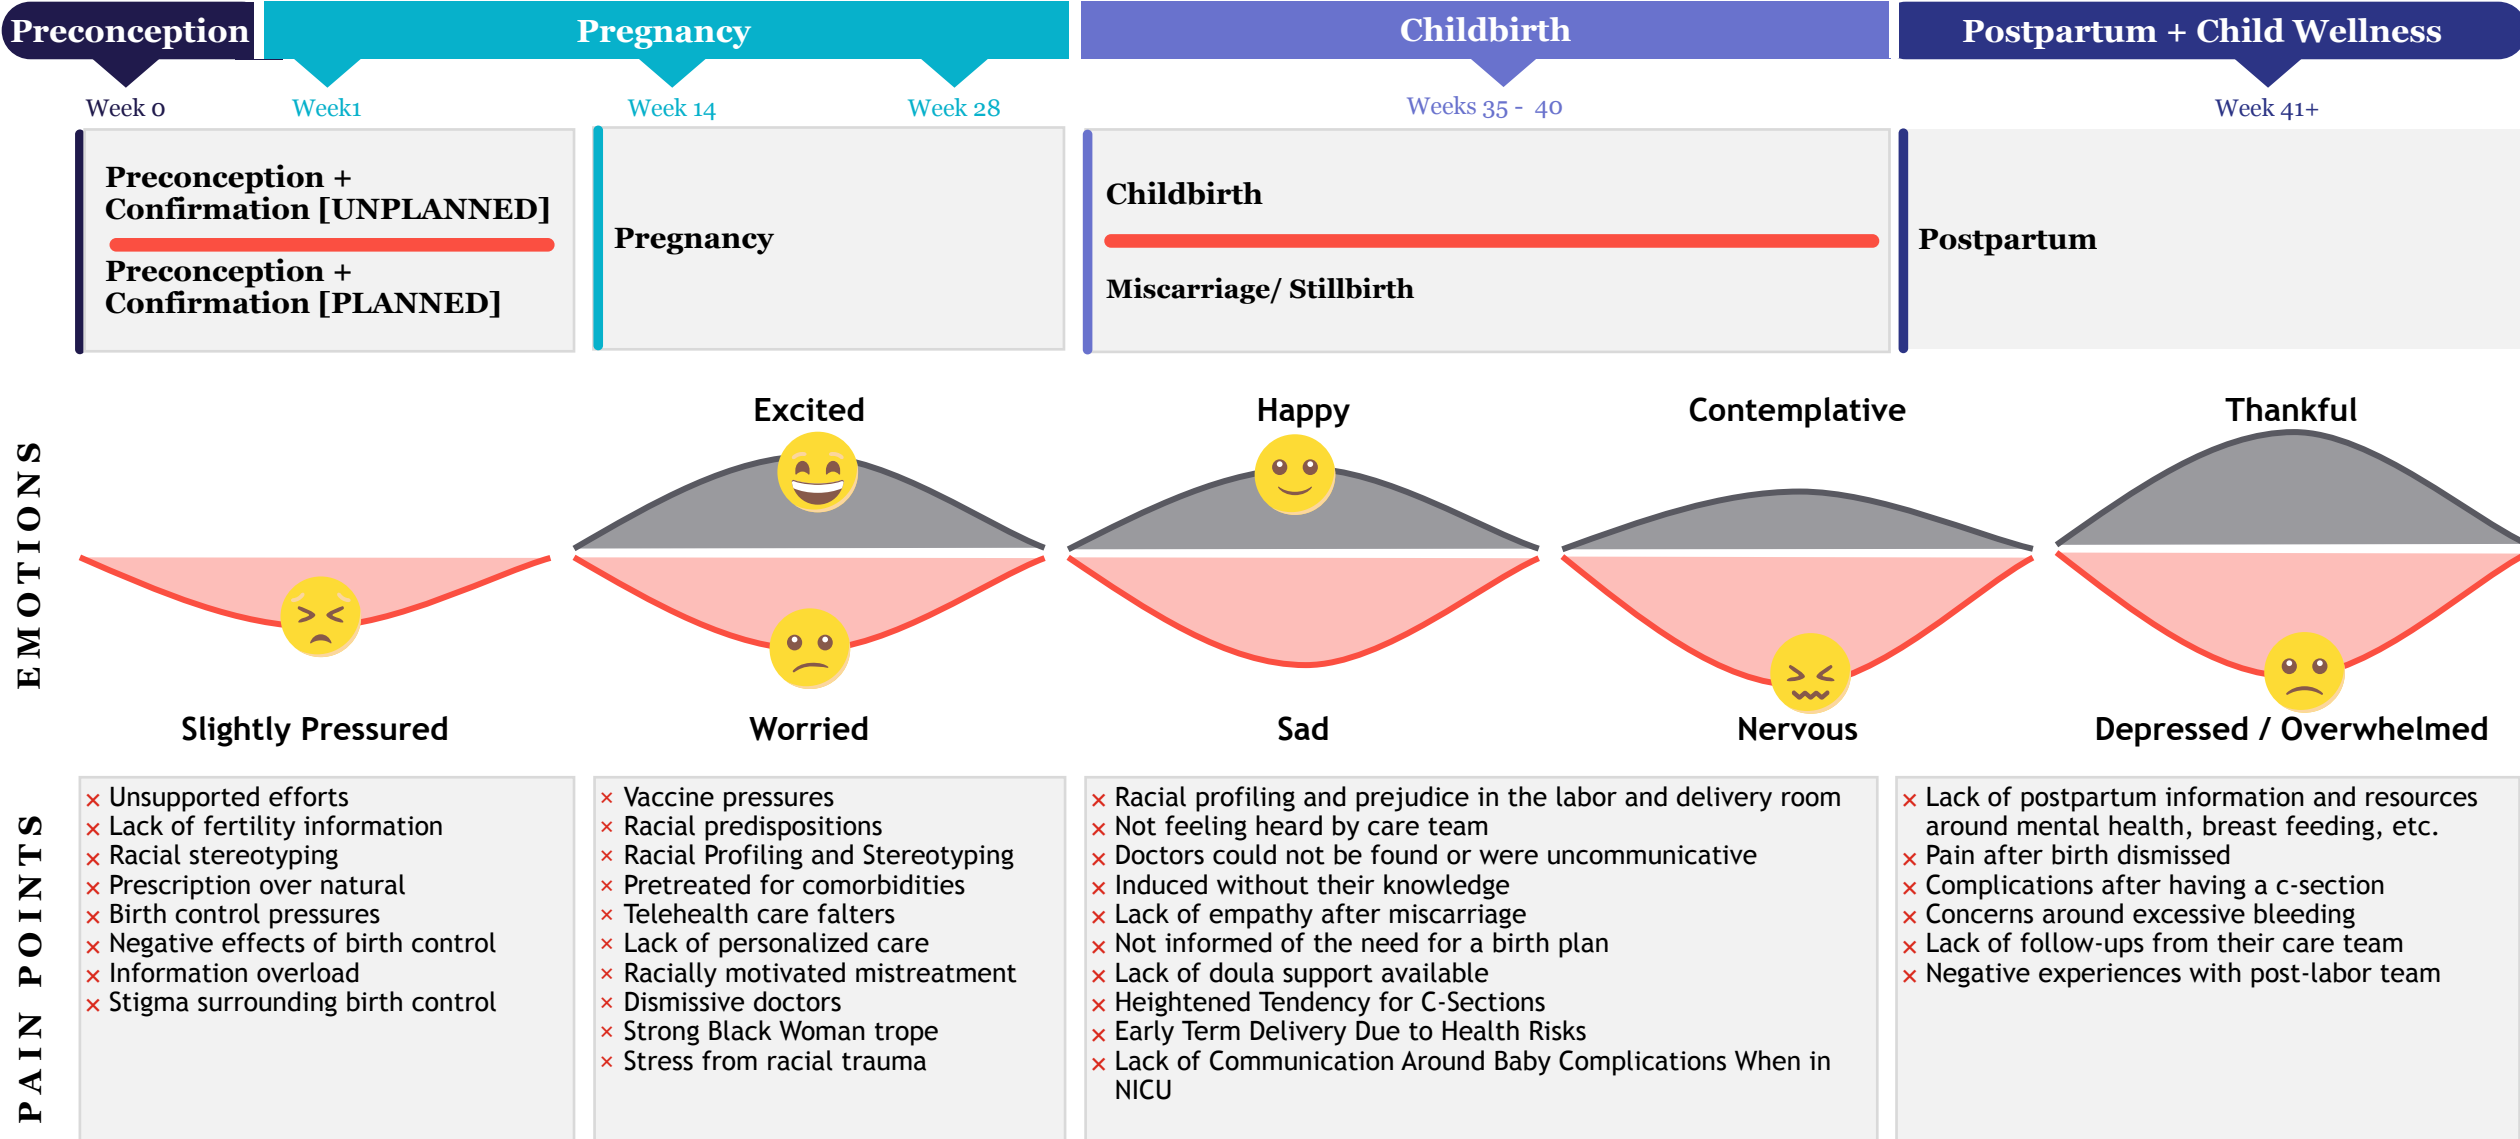 Preconception
Pregnancy
Childbirth
Postpartum + Child Wellness
Week 0
Week1
Week 14
Week 28
Weeks 35 - 40
Week 41+
Preconception +
Confirmation [UNPLANNED]
Preconception +
Confirmation [PLANNED]
Pregnancy
Childbirth
Miscarriage/ Stillbirth
Postpartum
EMOTIONS
Excited
Happy
Contemplative
Thankful
Slightly Pressured
Worried
Sad
Nervous
Depressed / Overwhelmed
PAIN POINTS
× Unsupported efforts
× Lack of fertility information
× Racial stereotyping
× Prescription over natural
× Birth control pressures
× Negative effects of birth control
× Information overload
× Stigma surrounding birth control
× Vaccine pressures
× Racial predispositions
× Racial Profiling and Stereotyping
× Pretreated for comorbidities
× Telehealth care falters
× Lack of personalized care
× Racially motivated mistreatment
× Dismissive doctors
× Strong Black Woman trope
× Stress from racial trauma
× Racial profiling and prejudice in the labor and delivery room
× Not feeling heard by care team
× Doctors could not be found or were uncommunicative
× Induced without their knowledge
× Lack of empathy after miscarriage
× Not informed of the need for a birth plan
× Lack of doula support available
× Heightened Tendency for C-Sections
× Early Term Delivery Due to Health Risks
× Lack of Communication Around Baby Complications When in
NICU
× Lack of postpartum information and resources
around mental health, breast feeding, etc.
× Pain after birth dismissed
× Complications after having a c-section
× Concerns around excessive bleeding
× Lack of follow-ups from their care team
× Negative experiences with post-labor team